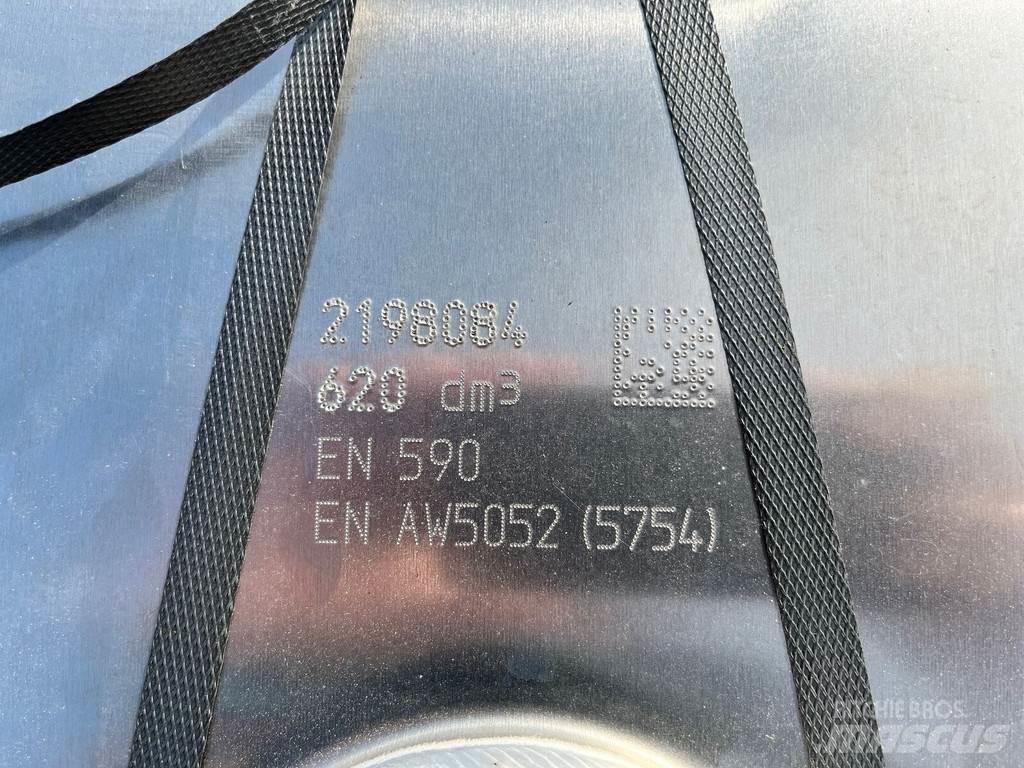 2198084
620 dm³
EN 590
EN AW5052 (5754)
RITCHIE BROS.
MASCUS